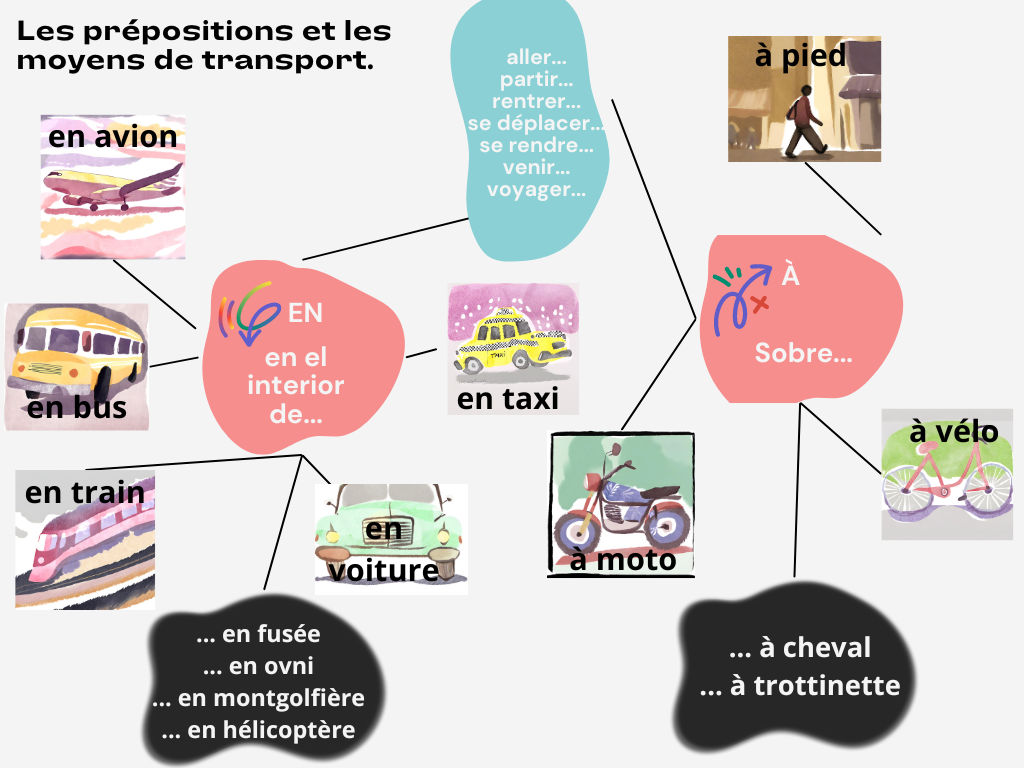 Les prépositions et les
moyens de transport.
aller...
partir...
rentrer...
se déplacer...
se rendre...
venir...
voyager...
à pied
en avion
EN
en el
interior
de...
À
Sobre...
en bus
TAXI
en taxi
à vélo
en train
en
voiture
à moto
... en fusée
... en ovni
... en montgolfière
... en hélicoptère
... à cheval
... à trottinette